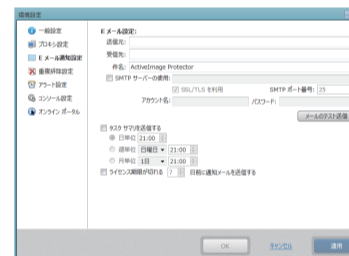 環境設定
一般設定
プロキシ設定
E メール通知設定
重複排除設定
アラート設定
コンソール設定
オンライン ポータル
E メール設定:
送信元:
受信先:
件名: ActiveImage Protector
SMTP サーバーの使用:
SSL/TLS を利用 SMTP ポート番号: 25
アカウント名: パスワード:
メールのテスト送信
タスク サマリを送信する
日単位 21:00
週単位 日曜日 21:00
月単位 1日 21:00
ライセンス期限が切れる 7 日前に通知メールを送信する
OK キャンセル 適用